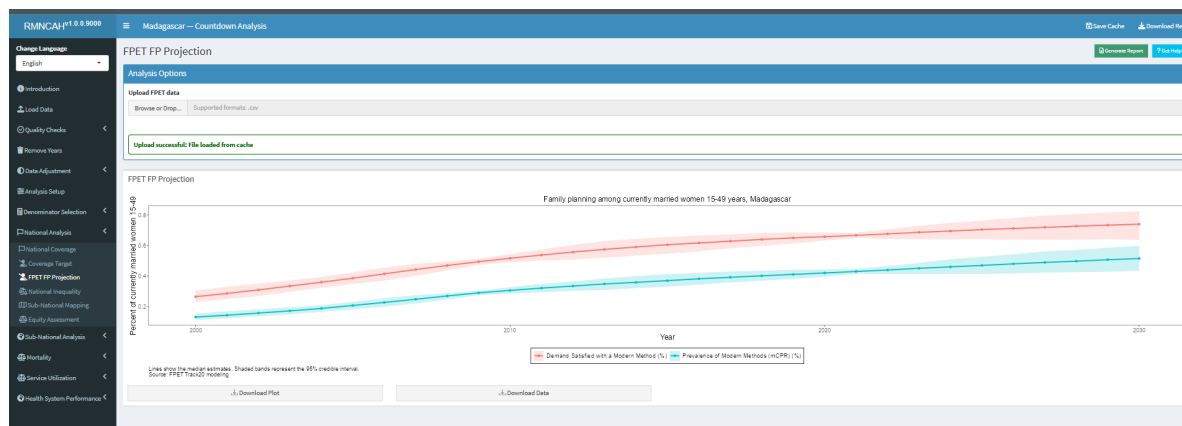 RMNCAH v1.0.0.9000
≡ Madagascar — Countdown Analysis
Save Cache
Download Re
Change Language
English
Introduction
Load Data
Quality Checks
Remove Years
Data Adjustment
Analysis Setup
Denominator Selection
National Analysis
National Coverage
Coverage Target
FPET FP Projection
National Inequality
Sub-National Mapping
Equity Assessment
Sub-National Analysis
Mortality
Service Utilization
Health System Performance
FPET FP Projection
Generate Report
? Get Help
Analysis Options
Upload FPET data
Browse or Drop...
Supported formats: .csv
Upload successful: File loaded from cache
FPET FP Projection
Family planning among currently married women 15-49 years, Madagascar
Percent of currently married women 15-49
0.8
0.6
0.4
0.2
2000
2010
2020
2030
Year
Demand Satisfied with a Modern Method (%)
Prevalence of Modern Methods (mCPR) (%)
Lines show the median estimates. Shaded bands represent the 95% credible interval.
Source: FPET Track20 modeling
Download Plot
Download Data